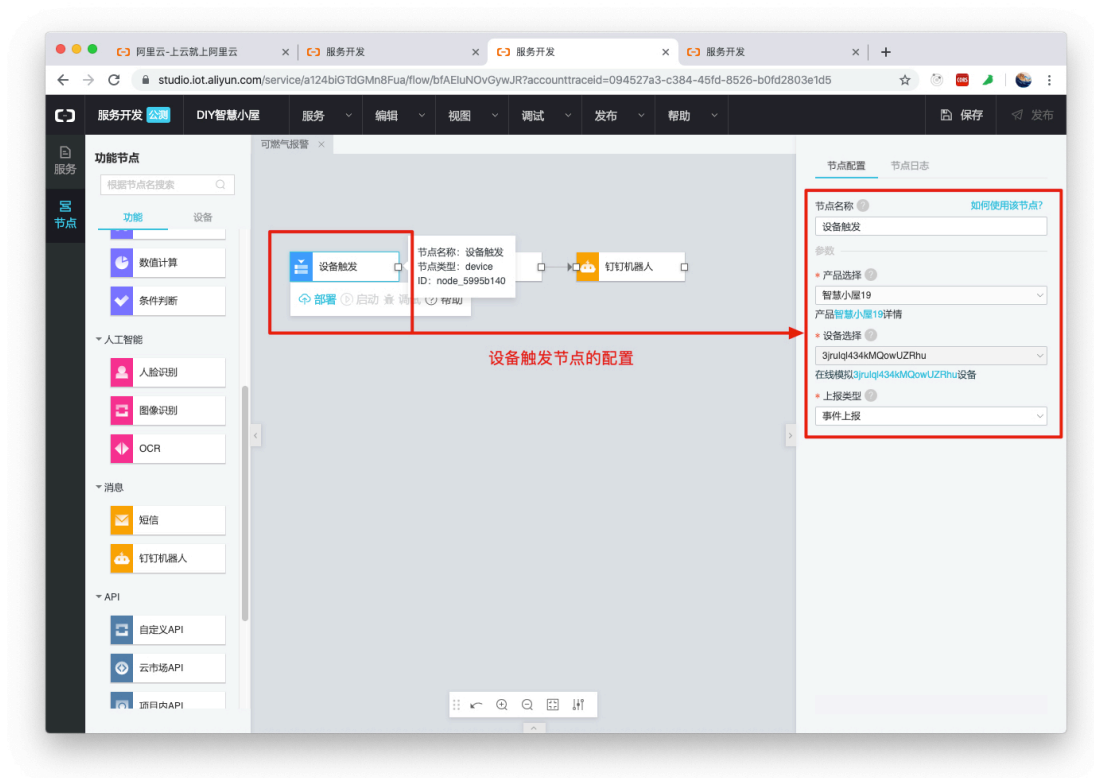 阿里云-上云就上阿里云
服务开发
服务开发
服务开发
studio.iot.aliyun.com/service/a124biGTdGMn8Fua/flow/bfAEluNOvGywJR?accounttraceid=094527a3-c384-45fd-8526-b0fd2803e1d5
服务开发 公测 DIY智慧小屋 服务 编辑 视图 调试 发布 帮助 保存 发布
服务
节点
功能节点
根据节点名搜索
功能 设备
数值计算
条件判断
人工智能
人脸识别
图像识别
OCR
消息
短信
钉钉机器人
API
自定义API
云市场API
项目内API
可燃气报警
设备触发
部署 启动 调试 帮助
节点名称：设备触发
节点类型：device
ID：node_5995b140
钉钉机器人
设备触发节点的配置
节点配置 节点日志
节点名称 如何使用该节点?
设备触发
参数
* 产品选择
智慧小屋19
产品智慧小屋19详情
* 设备选择
3jrulql434kMQowUZRhu
在线模拟3jrulql434kMQowUZRhu设备
* 上报类型
事件上报